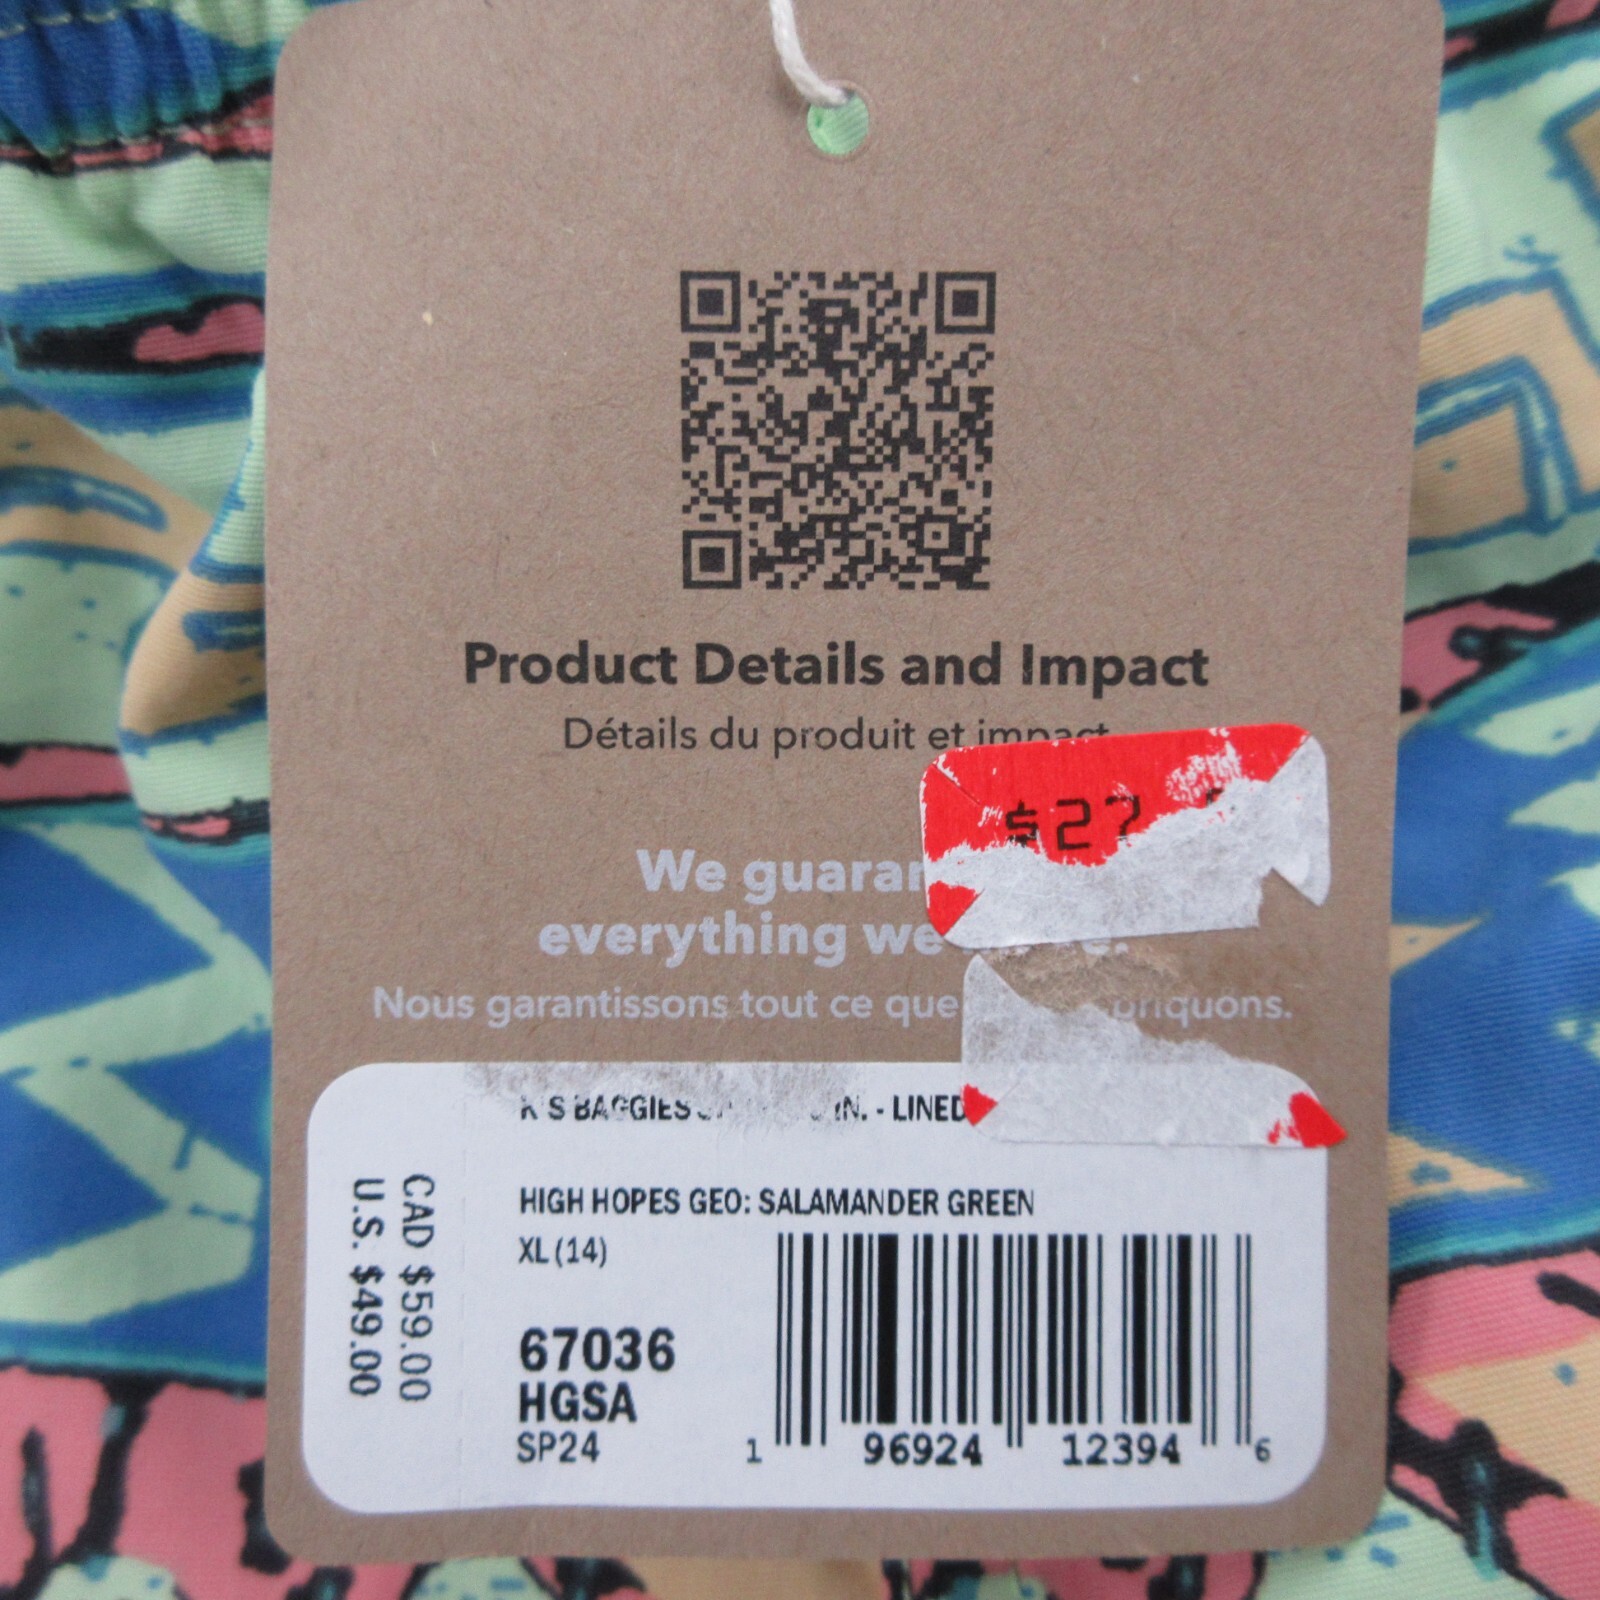 Product Details and Impact
Détails du produit et impact
$27
We
everything we
Nous garantissons tout ce que
K'S BAGGIES IN. - LINED
HIGH HOPES GEO: SALAMANDER GREEN
XL (14)
67036
HGSA
SP24
CAD $59.00
U.S. $49.00
1 96924 12394 6